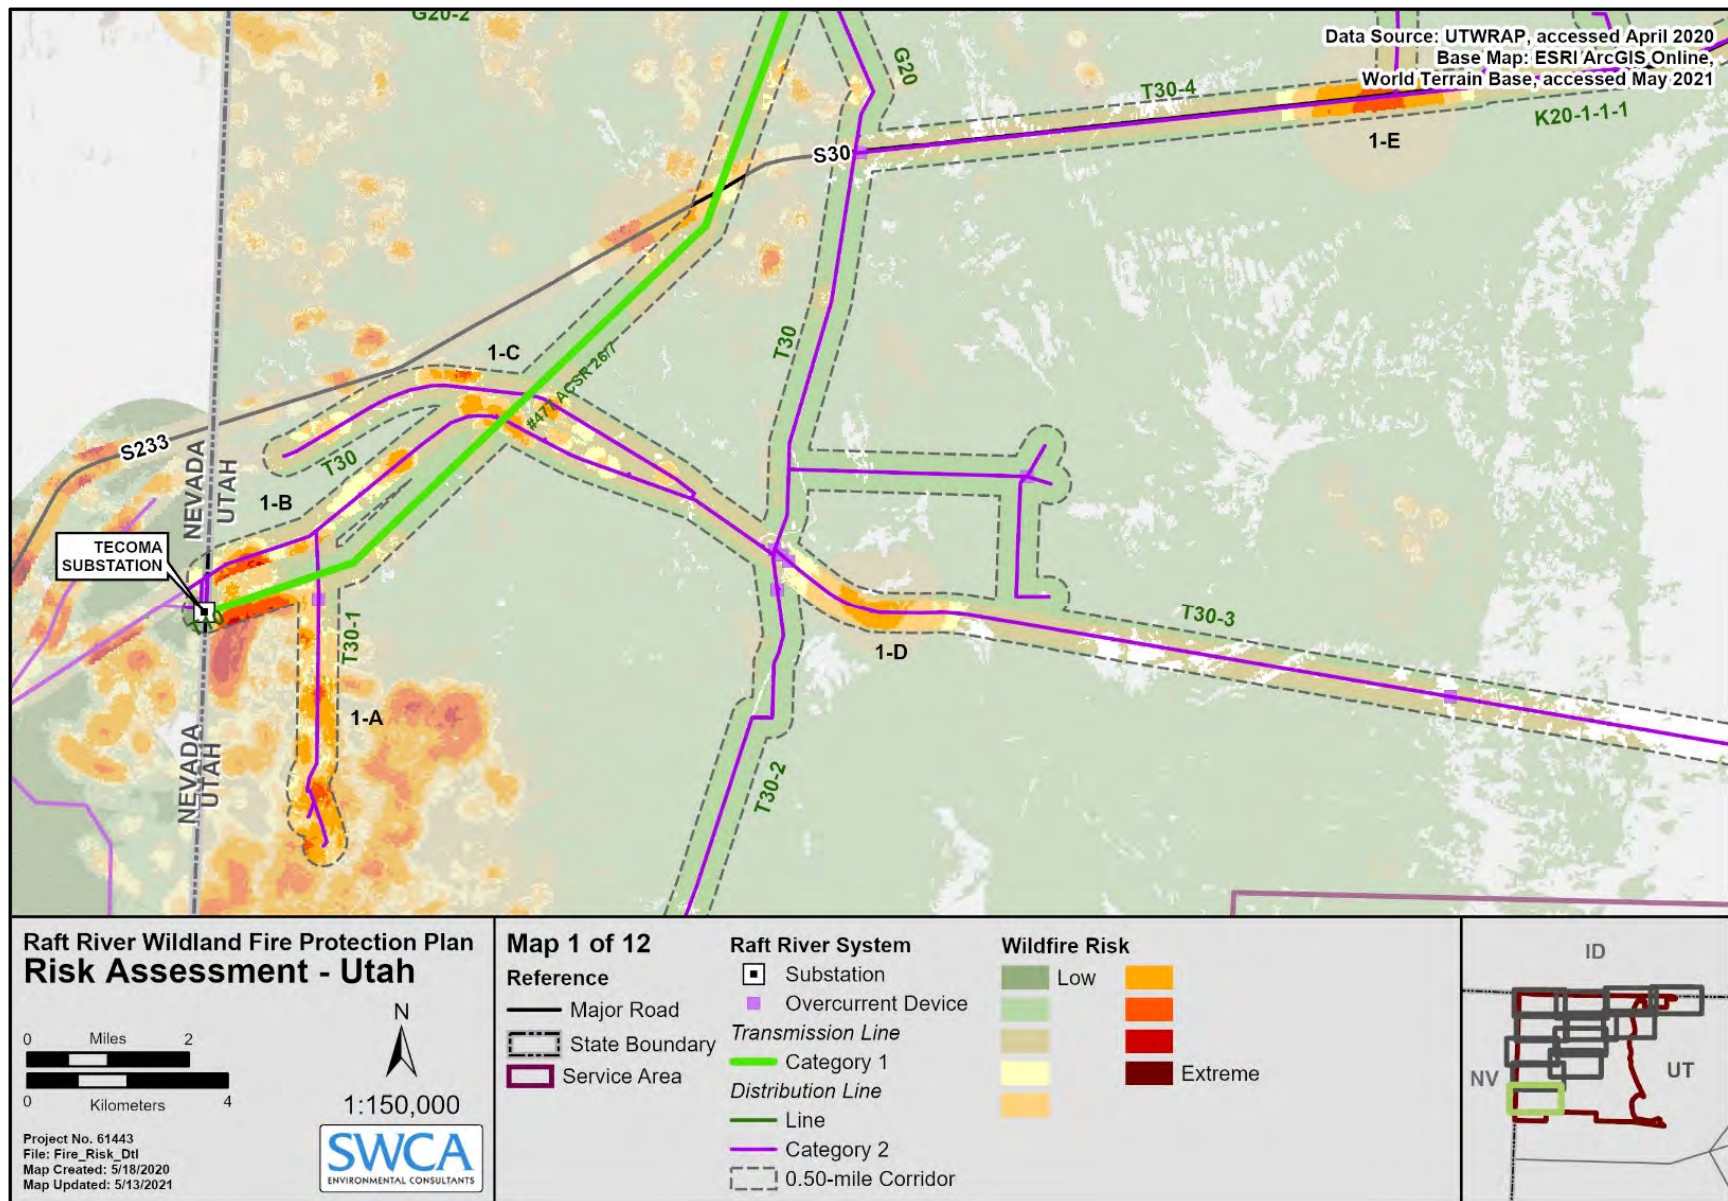 G20-2
Data Source: UTWRAP, accessed April 2020
Base Map: ESRI ArcGIS Online,
World Terrain Base, accessed May 2021
G20
T30-4
K20-1-1-1
1-E
S30
T30
1-C
#477 ACSR 26/7
S233
T30
NEVADA
UTAH
1-B
TECOMA
SUBSTATION
T30-1
T30-3
1-D
1-A
NEVADA
UTAH
T30-2
Raft River Wildland Fire Protection Plan
Risk Assessment - Utah
0 Miles 2
0 Kilometers 4
N
1:150,000
Project No. 61443
File: Fire_Risk_Dtl
Map Created: 5/18/2020
Map Updated: 5/13/2021
SWCA
ENVIRONMENTAL CONSULTANTS
Map 1 of 12
Reference
Major Road
State Boundary
Service Area
Raft River System
Substation
Overcurrent Device
Transmission Line
Category 1
Distribution Line
Line
Category 2
0.50-mile Corridor
Wildfire Risk
Low
Extreme
ID
NV
UT